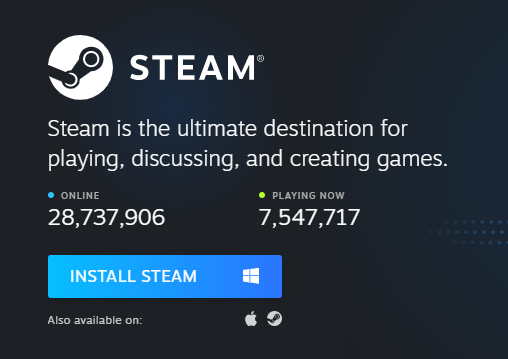 STEAM®
Steam is the ultimate destination for
playing, discussing, and creating games.
ONLINE PLAYING NOW
28,737,906 7,547,717
INSTALL STEAM
Also available on: